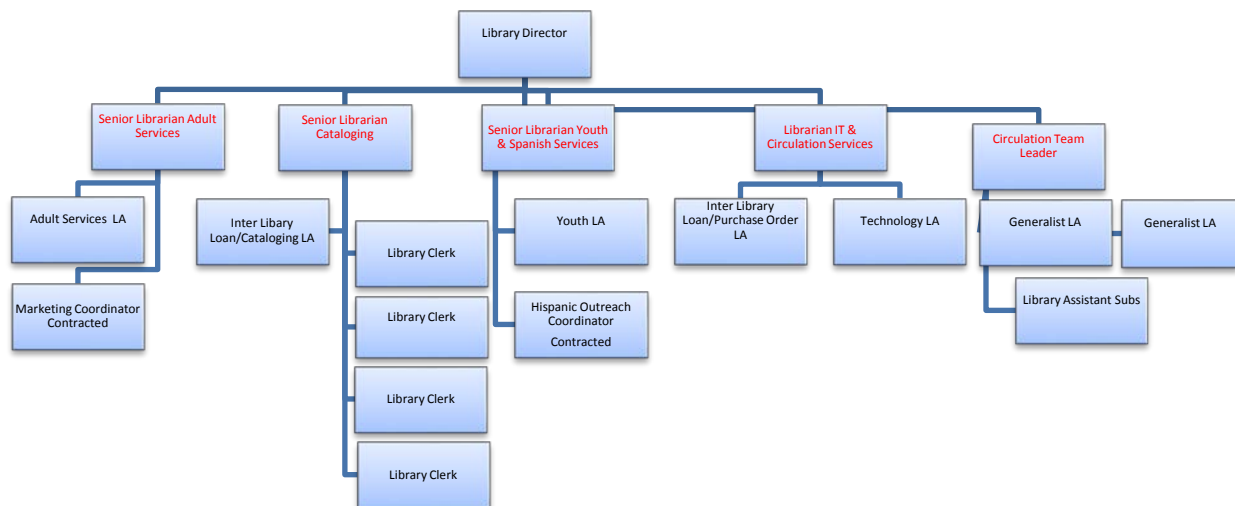 Library Director
Senior Librarian Adult
Services
Senior Librarian
Cataloging
Senior Librarian Youth
& Spanish Services
Librarian IT &
Circulation Services
Circulation Team
Leader
Adult Services LA
Marketing Coordinator
Contracted
Inter Libary
Loan/Cataloging LA
Library Clerk
Library Clerk
Library Clerk
Library Clerk
Youth LA
Hispanic Outreach
Coordinator
Contracted
Inter Library
Loan/Purchase Order
LA
Technology LA
Generalist LA
Generalist LA
Library Assistant Subs